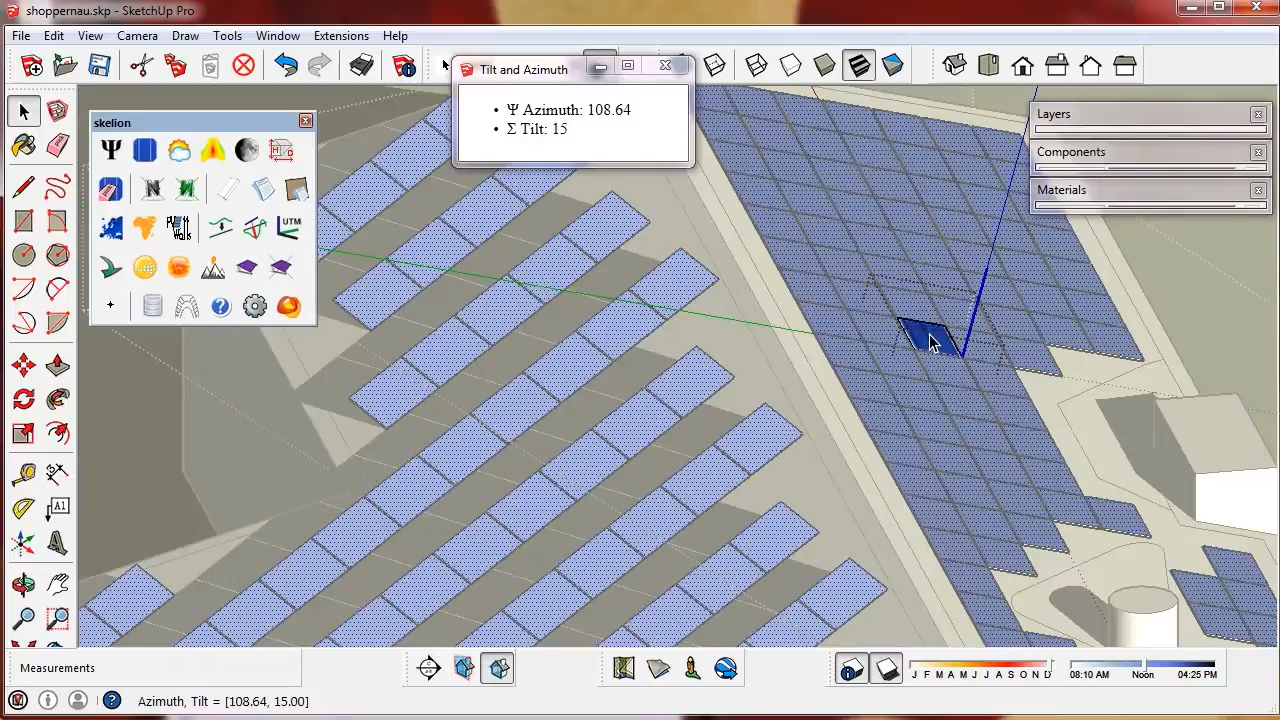 shoppernau.skp - SketchUp Pro
File Edit View Camera Draw Tools Window Extensions Help
Tilt and Azimuth
• Ψ Azimuth: 108.64
• Σ Tilt: 15
skelion
Ψ
N N
UTM
Layers
Components
Materials
A1
Measurements
J F M A M J J A S O N D
08:10 AM Noon 04:25 PM
Azimuth, Tilt = [108.64, 15.00]